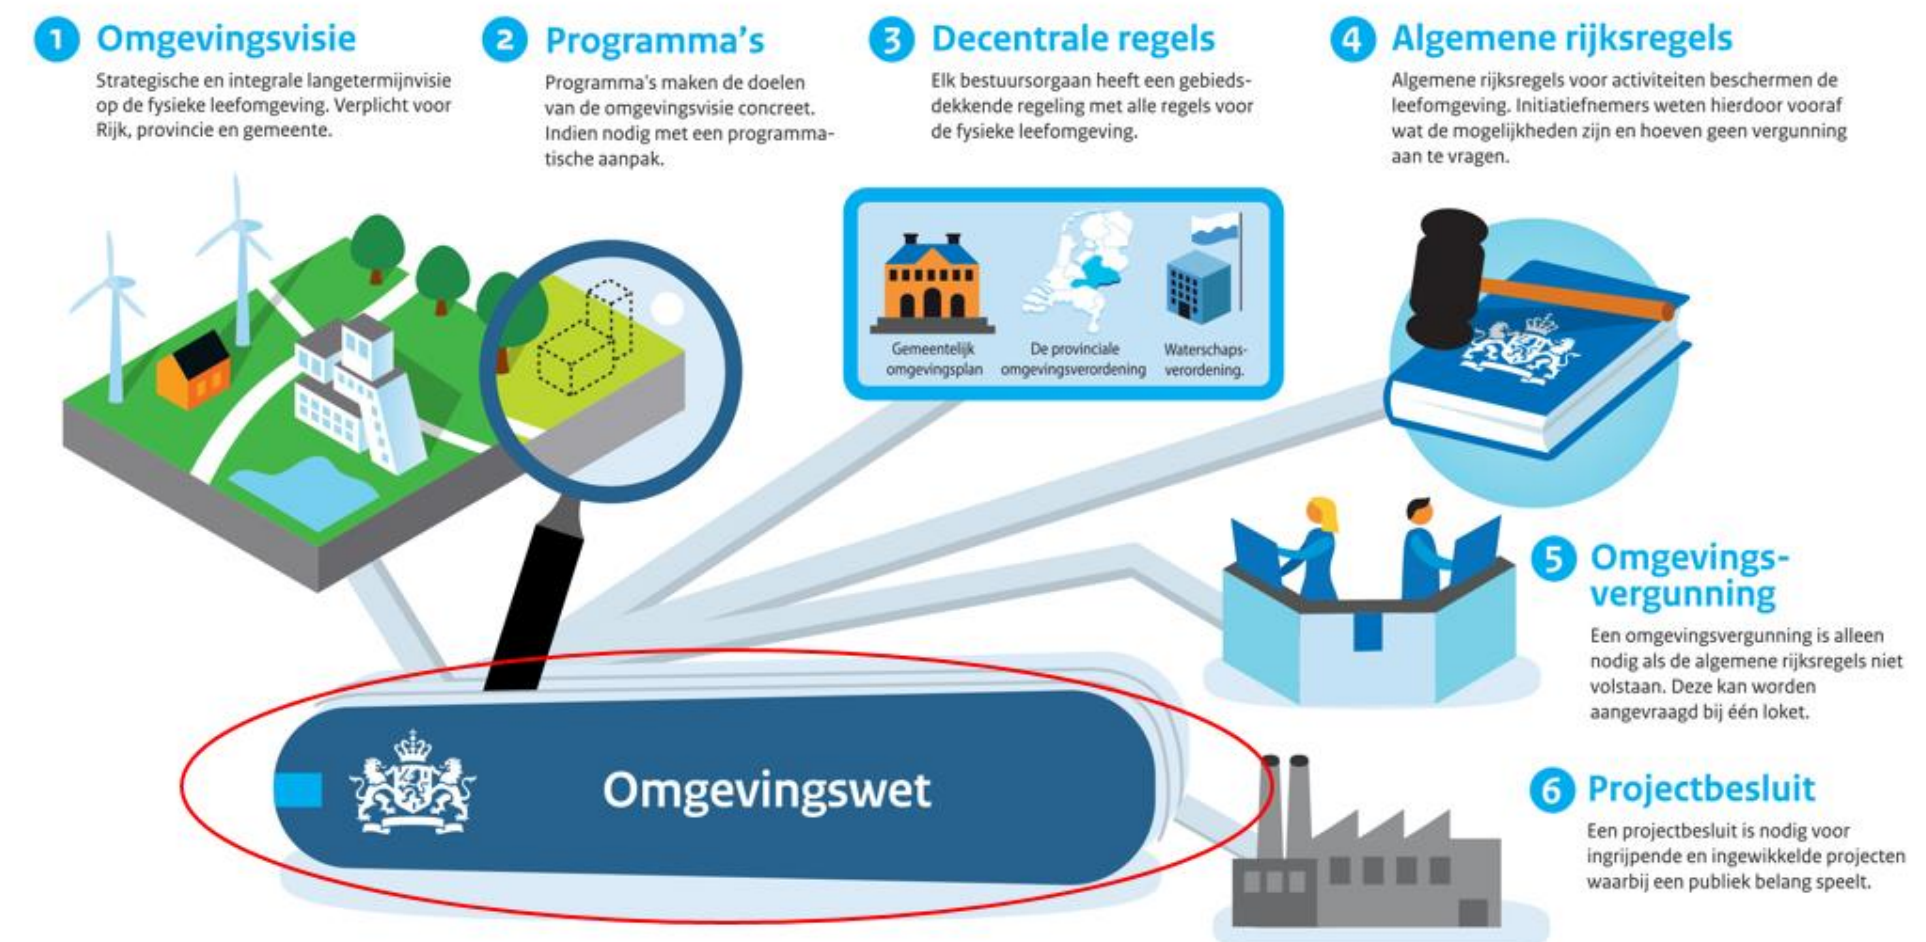 1 Omgevingsvisie
Strategische en integrale langetermijnvisie
op de fysieke leefomgeving. Verplicht voor
Rijk, provincie en gemeente.
2 Programma's
Programma's maken de doelen
van de omgevingsvisie concreet.
Indien nodig met een programma-
tische aanpak.
3 Decentrale regels
Elk bestuursorgaan heeft een gebieds-
dekkende regeling met alle regels voor
de fysieke leefomgeving.
Gemeentelijk
omgevingsplan
De provinciale
omgevingsverordening
Waterschaps-
verordening.
4 Algemene rijksregels
Algemene rijksregels voor activiteiten beschermen de
leefomgeving. Initiatiefnemers weten hierdoor vooraf
wat de mogelijkheden zijn en hoeven geen vergunning
aan te vragen.
5 Omgevings-
vergunning
Een omgevingsvergunning is alleen
nodig als de algemene rijksregels niet
volstaan. Deze kan worden
aangevraagd bij één loket.
6 Projectbesluit
Een projectbesluit is nodig voor
ingrijpende en ingewikkelde projecten
waarbij een publiek belang speelt.
Omgevingswet